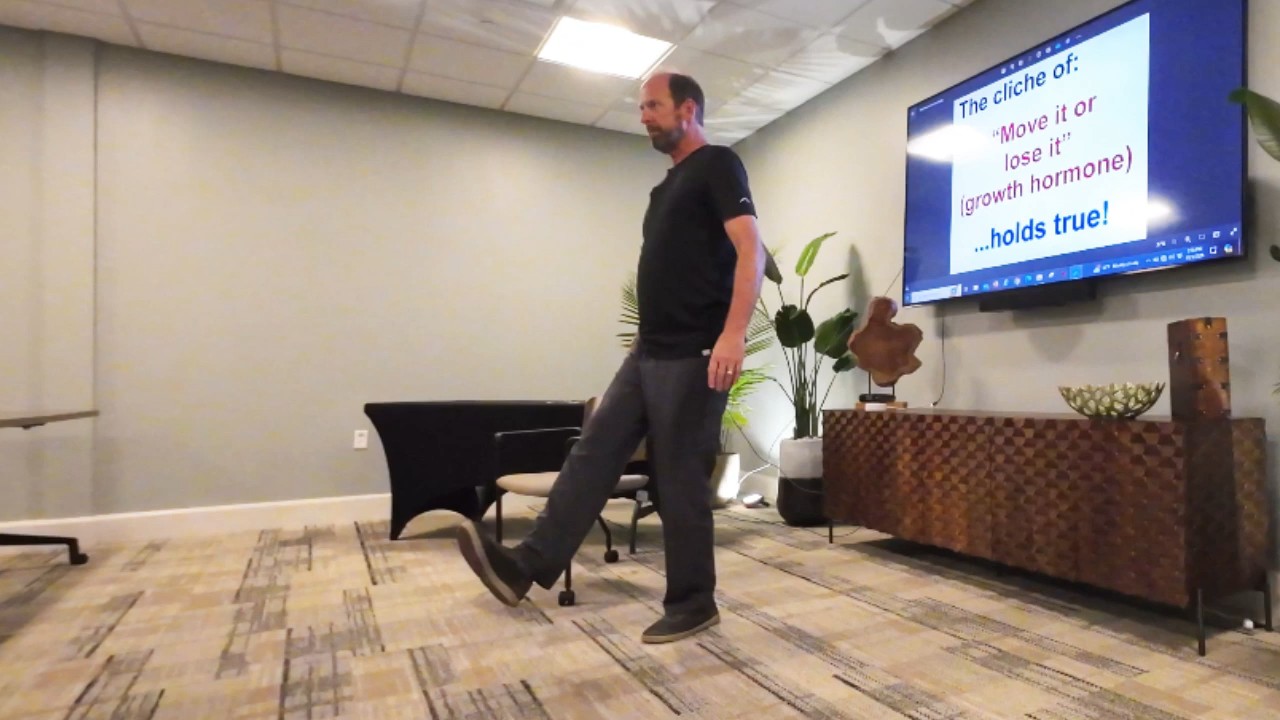 The cliche of:
“Move it or
lose it”
(growth hormone)
...holds true!